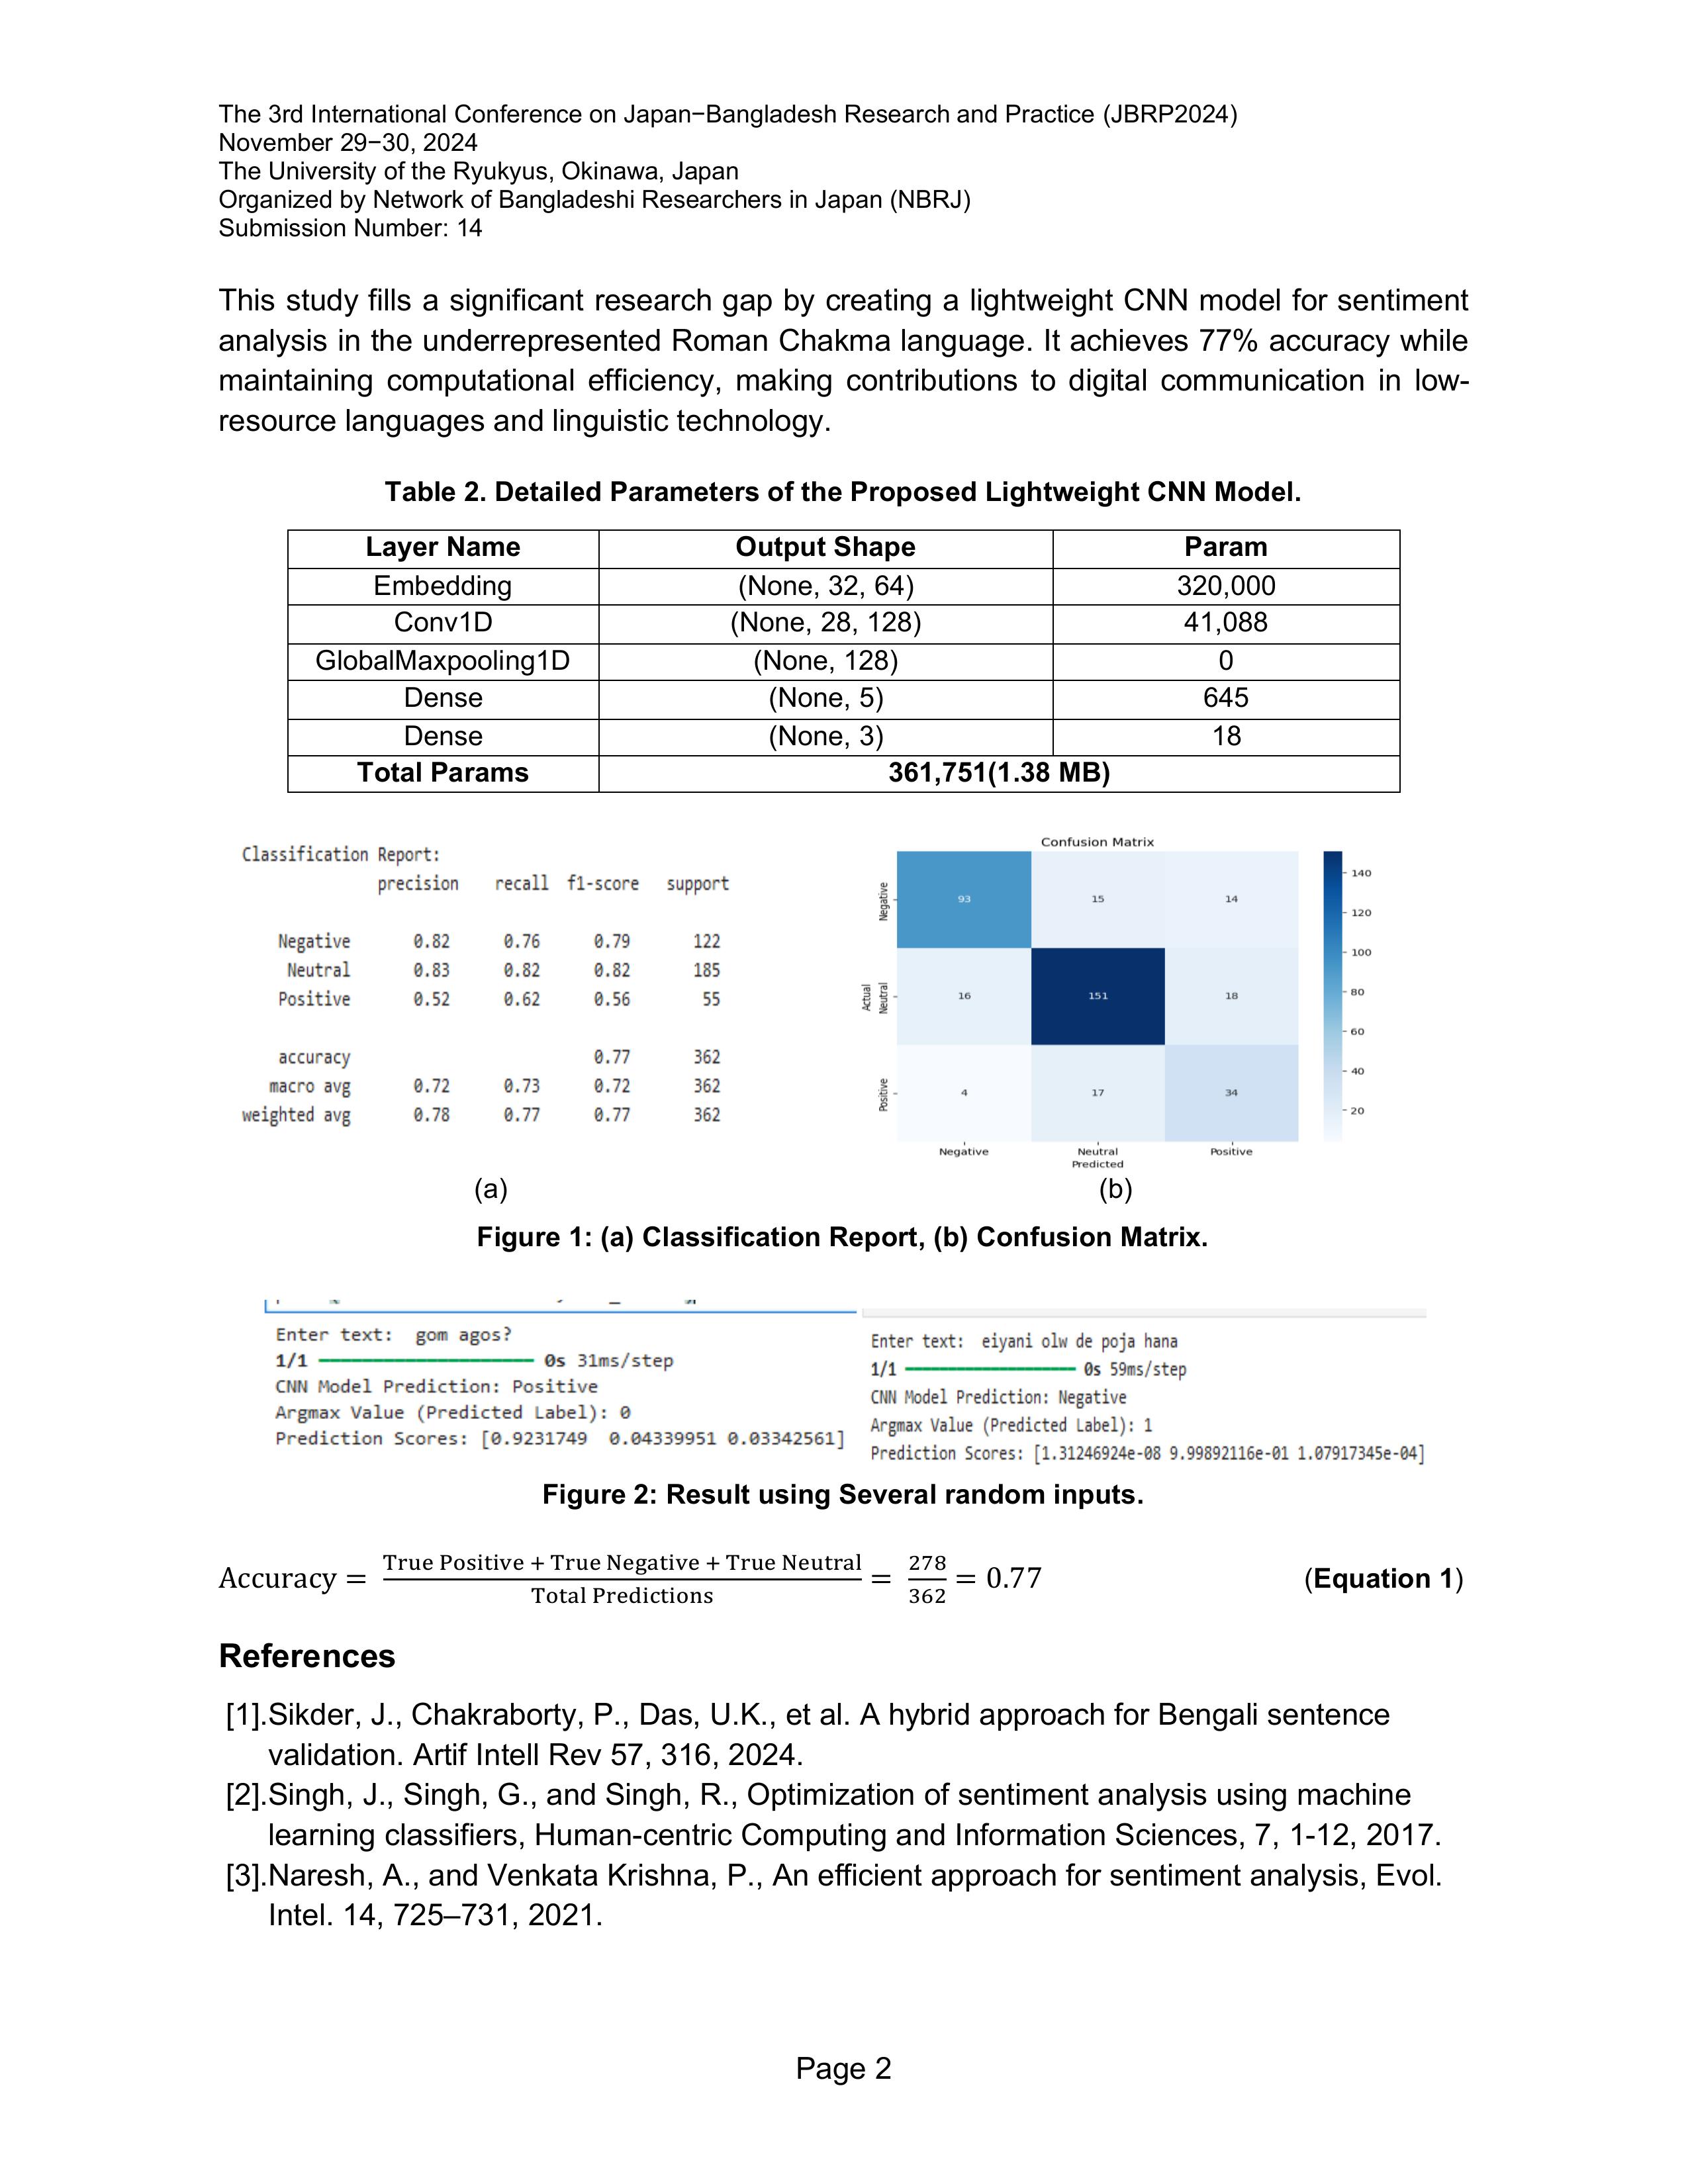 The 3rd International Conference on Japan−Bangladesh Research and Practice (JBRP2024)
November 29−30, 2024
The University of the Ryukyus, Okinawa, Japan
Organized by Network of Bangladeshi Researchers in Japan (NBRJ)
Submission Number: 14
This study fills a significant research gap by creating a lightweight CNN model for sentiment
analysis in the underrepresented Roman Chakma language. It achieves 77% accuracy while
maintaining computational efficiency, making contributions to digital communication in low-
resource languages and linguistic technology.
Table 2. Detailed Parameters of the Proposed Lightweight CNN Model.
Layer Name Output Shape Param
Embedding (None, 32, 64) 320,000
Conv1D (None, 28, 128) 41,088
GlobalMaxpooling1D (None, 128) 0
Dense (None, 5) 645
Dense (None, 3) 18
Total Params 361,751(1.38 MB)
Classification Report:
precision recall f1-score support
Negative 0.82 0.76 0.79 122
Neutral 0.83 0.82 0.82 185
Positive 0.52 0.62 0.56 55
accuracy 0.77 362
macro avg 0.72 0.73 0.72 362
weighted avg 0.78 0.77 0.77 362
(a)
Confusion Matrix
Negative 93 15 14
Actual
Neutral 16 151 18
Positive 4 17 34
Negative Neutral Positive
Predicted
140
120
100
80
60
40
20
(b)
Figure 1: (a) Classification Report, (b) Confusion Matrix.
Enter text: gom agos?
1/1 0s 31ms/step
CNN Model Prediction: Positive
Argmax Value (Predicted Label): 0
Prediction Scores: [0.9231749 0.04339951 0.03342561]
Enter text: eiyani olw de poja hana
1/1 0s 59ms/step
CNN Model Prediction: Negative
Argmax Value (Predicted Label): 1
Prediction Scores: [1.31246924e-08 9.99892116e-01 1.07917345e-04]
Figure 2: Result using Several random inputs.
Accuracy = True Positive + True Negative + True Neutral / Total Predictions = 278/362 = 0.77 (Equation 1)
References
[1].Sikder, J., Chakraborty, P., Das, U.K., et al. A hybrid approach for Bengali sentence
validation. Artif Intell Rev 57, 316, 2024.
[2].Singh, J., Singh, G., and Singh, R., Optimization of sentiment analysis using machine
learning classifiers, Human-centric Computing and Information Sciences, 7, 1-12, 2017.
[3].Naresh, A., and Venkata Krishna, P., An efficient approach for sentiment analysis, Evol.
Intel. 14, 725–731, 2021.
Page 2